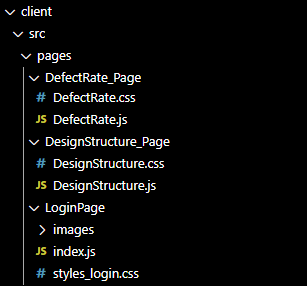 client
src
pages
DefectRate_Page
# DefectRate.css
JS DefectRate.js
DesignStructure_Page
# DesignStructure.css
JS DesignStructure.js
LoginPage
images
JS index.js
# styles_login.css